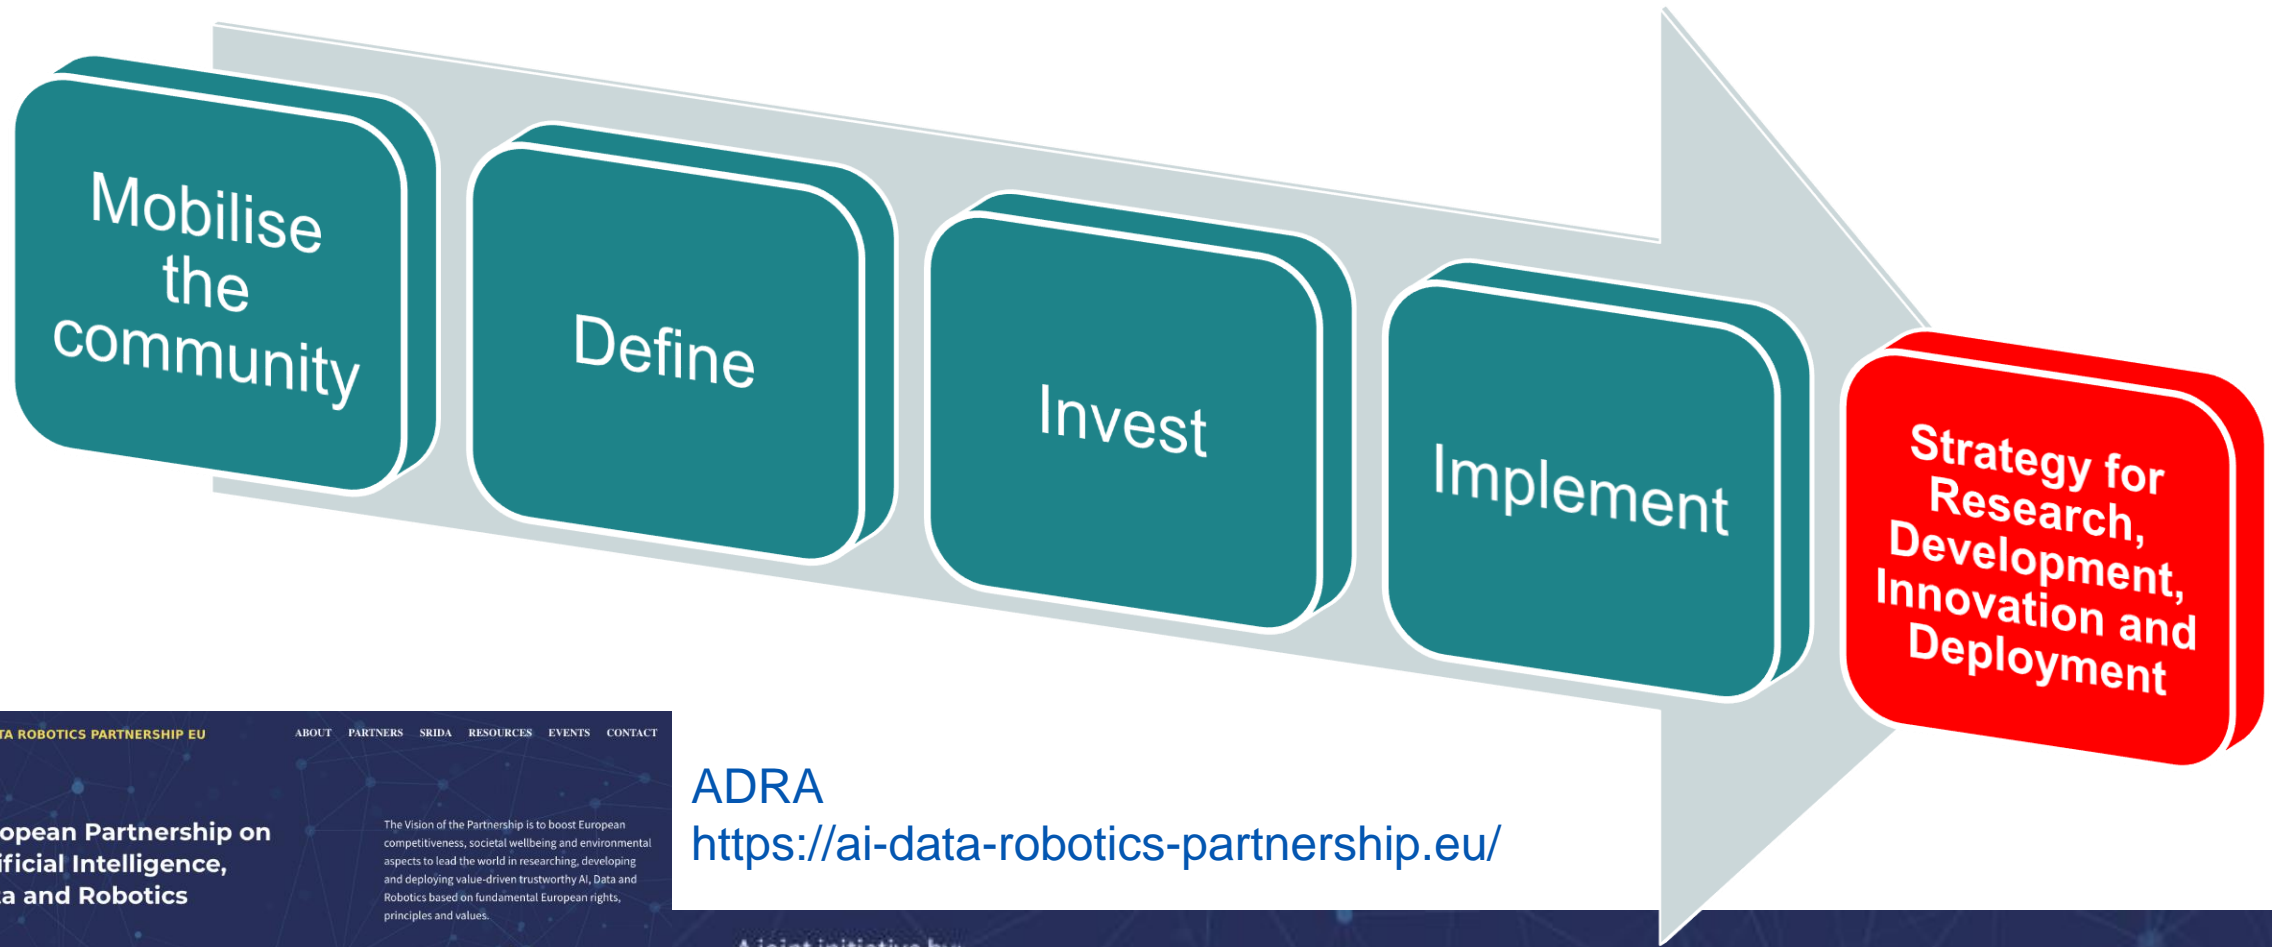 Mobilise
the
community
Define
Invest
Implement
Strategy for
Research,
Development,
Innovation and
Deployment
TA ROBOTICS PARTNERSHIP EU
ABOUT PARTNERS SRIDA RESOURCES EVENTS CONTACT
opean Partnership on
ificial Intelligence,
ta and Robotics
The Vision of the Partnership is to boost European
competitiveness, societal wellbeing and environmental
aspects to lead the world in researching, developing
and deploying value-driven trustworthy AI, Data and
Robotics based on fundamental European rights,
principles and values.
ADRA
https://ai-data-robotics-partnership.eu/
A joint initiative by: